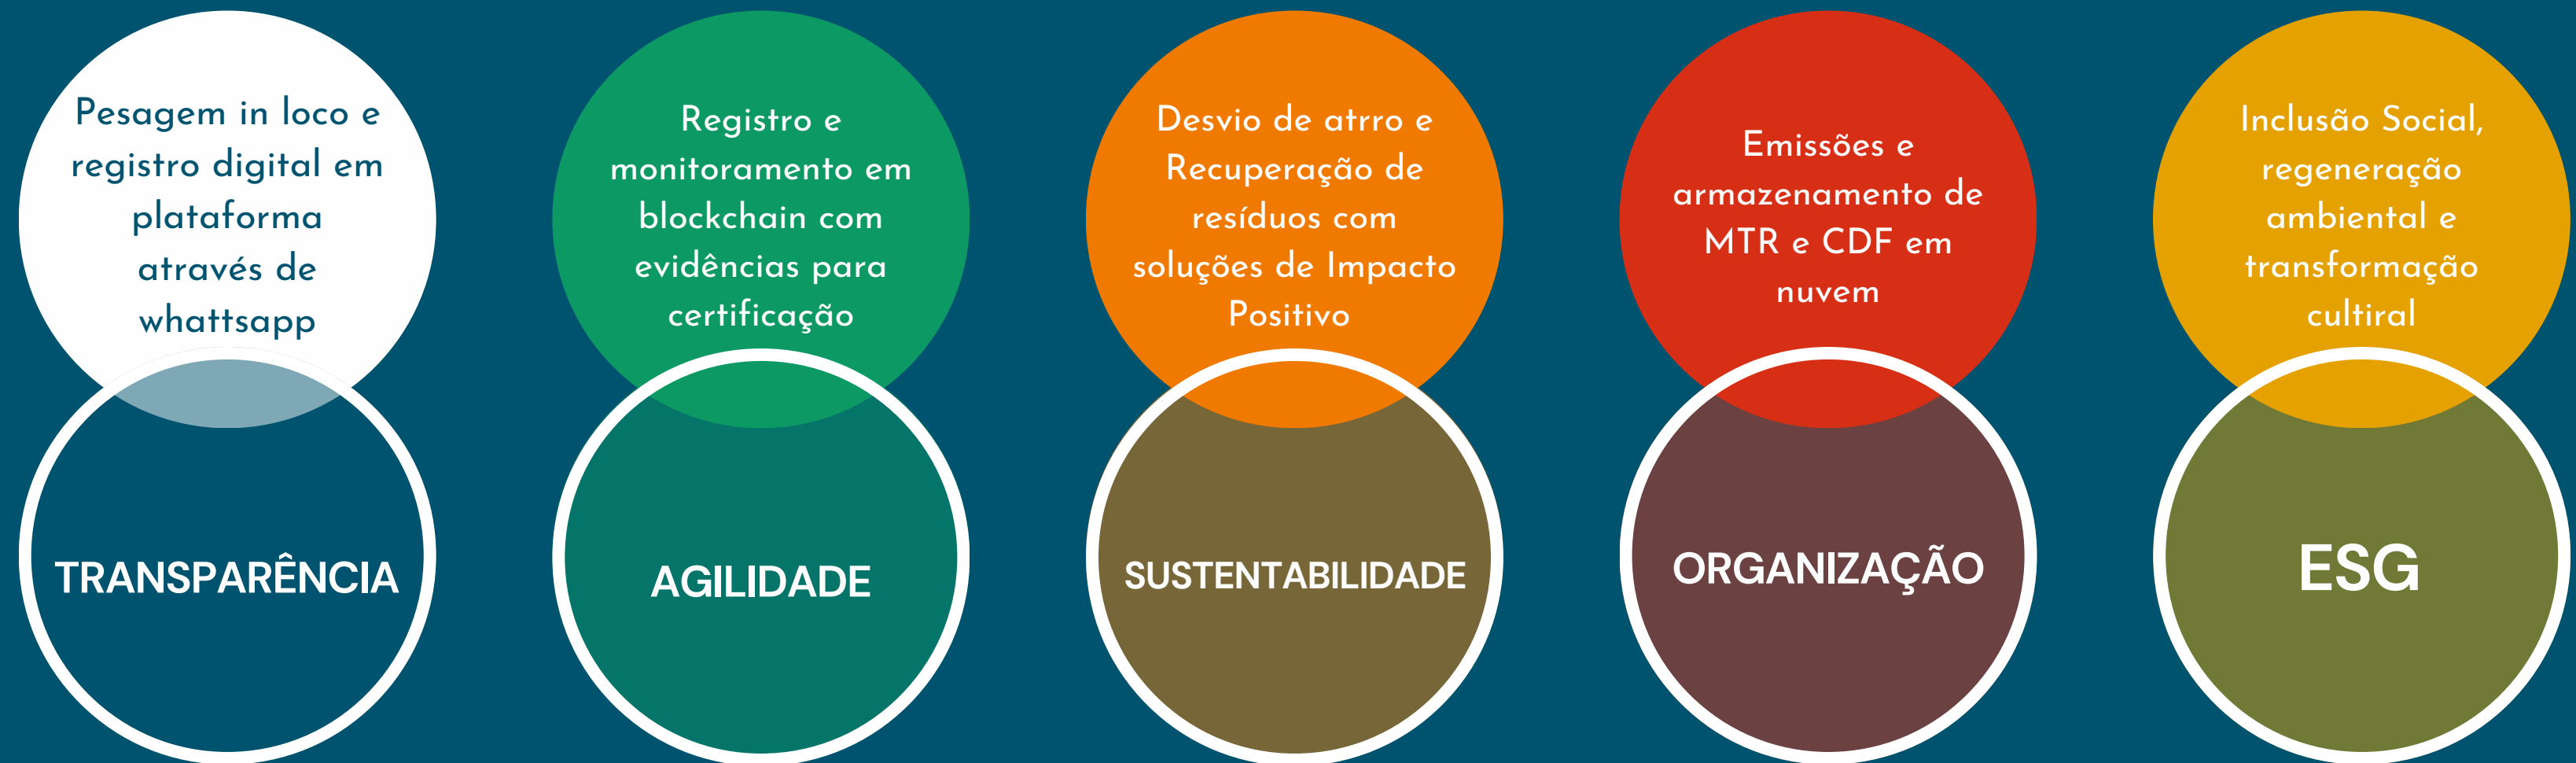 Pesagem in loco e
registro digital em
plataforma
através de
whattsapp
TRANSPARÊNCIA
Registro e
monitoramento em
blockchain com
evidências para
certificação
AGILIDADE
Desvio de atrro e
Recuperação de
resíduos com
soluções de Impacto
Positivo
SUSTENTABILIDADE
Emissões e
armazenamento de
MTR e CDF em
nuvem
ORGANIZAÇÃO
Inclusão Social,
regeneração
ambiental e
transformação
cultiral
ESG